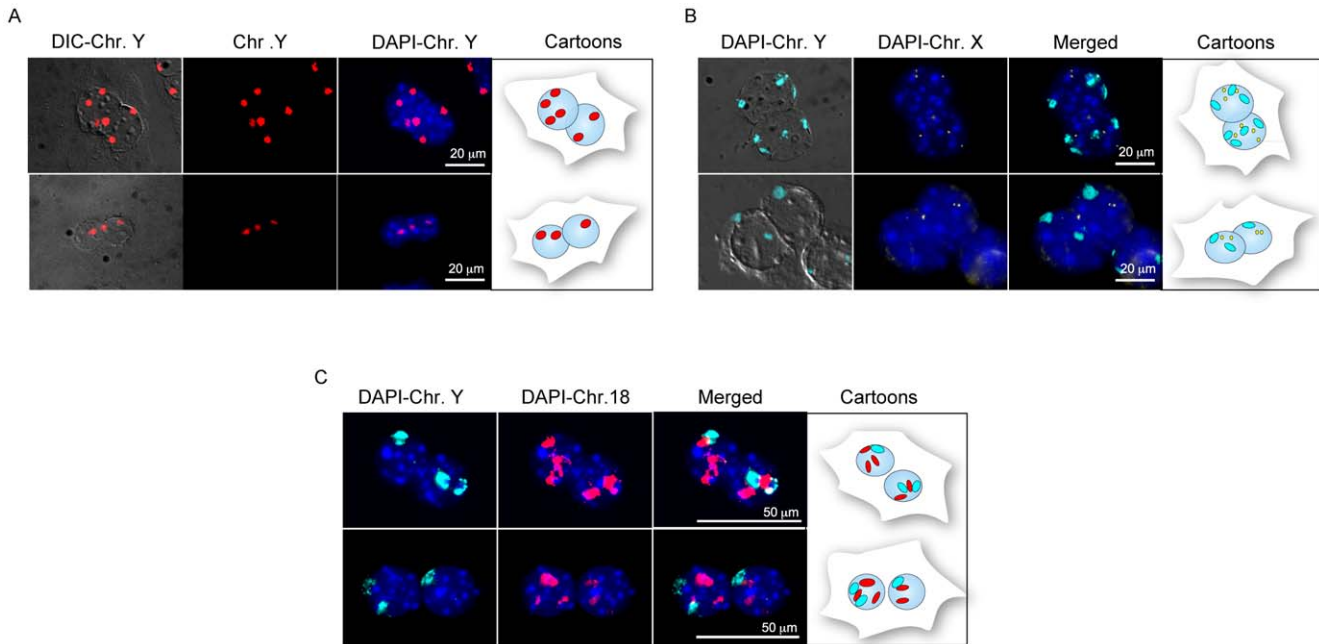 A
DIC-Chr. Y
Chr .Y
DAPI-Chr. Y
Cartoons
20 µm
20 µm
B
DAPI-Chr. Y
DAPI-Chr. X
Merged
Cartoons
20 µm
20 µm
C
DAPI-Chr. Y
DAPI-Chr.18
Merged
Cartoons
50 µm
50 µm